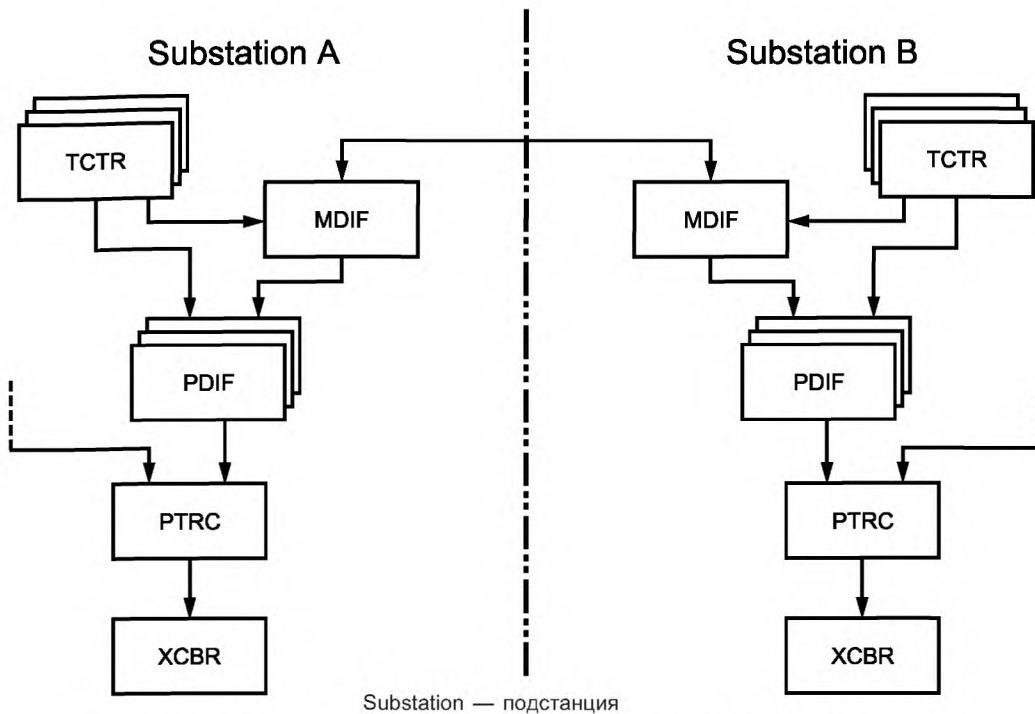 Substation A
Substation B
TCTR
TCTR
MDIF
MDIF
PDIF
PDIF
PTRC
PTRC
XCBR
XCBR
Substation — подстанция